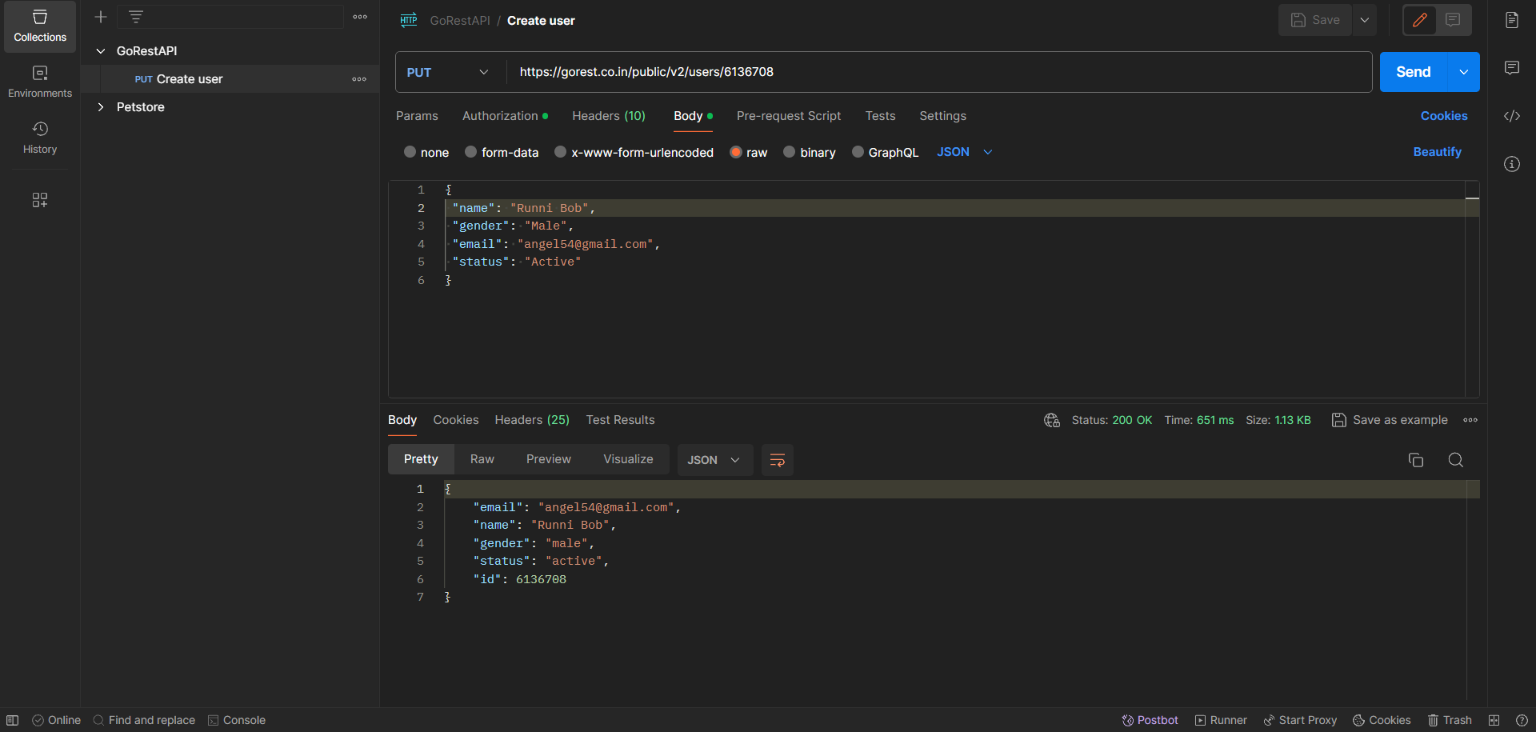 Collections
Environments
History
GoRestAPI
PUT Create user
Petstore
HTTP GoRestAPI / Create user
Save
PUT https://gorest.co.in/public/v2/users/6136708 Send
Params Authorization Headers (10) Body Pre-request Script Tests Settings Cookies
none form-data x-www-form-urlencoded raw binary GraphQL JSON Beautify
1 {
2 "name": "Runni Bob",
3 "gender": "Male",
4 "email": "angel54@gmail.com",
5 "status": "Active"
6 }
Body Cookies Headers (25) Test Results Status: 200 OK Time: 651 ms Size: 1.13 KB Save as example
Pretty Raw Preview Visualize JSON
1 {
2 "email": "angel54@gmail.com",
3 "name": "Runni Bob",
4 "gender": "male",
5 "status": "active",
6 "id": 6136708
7 }
Online Find and replace Console Postbot Runner Start Proxy Cookies Trash